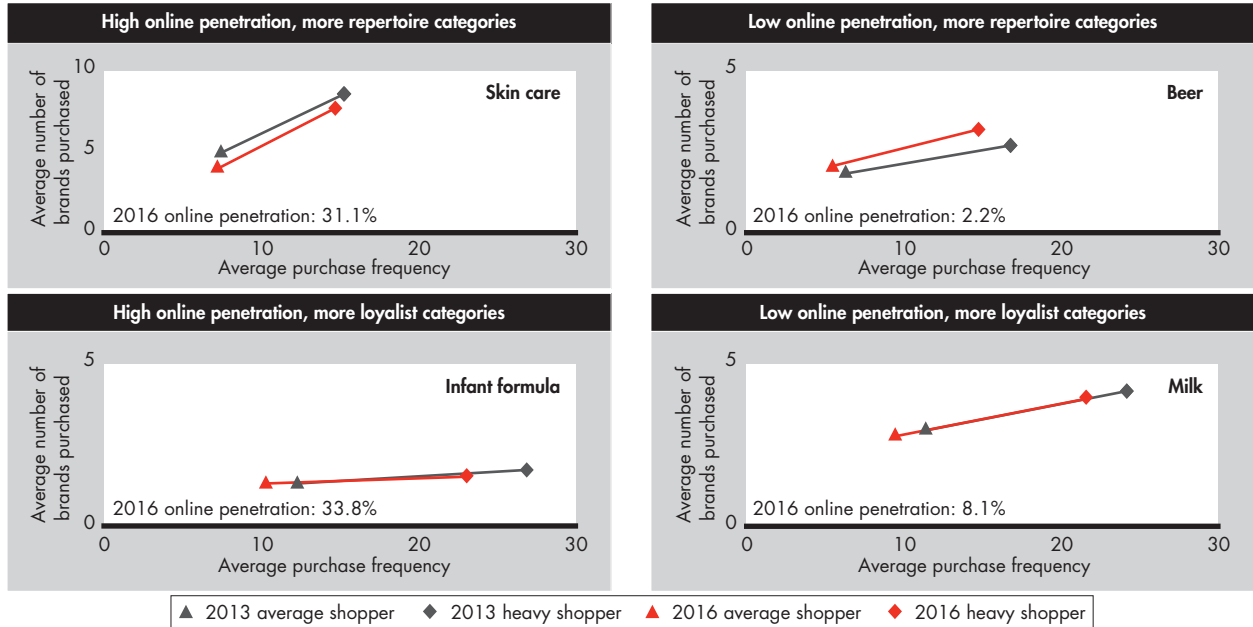 High online penetration, more repertoire categories
Average number of
brands purchased
10
5
0
Skin care
2016 online penetration: 31.1%
0 10 20 30
Average purchase frequency
Low online penetration, more repertoire categories
Average number of
brands purchased
5
0
Beer
2016 online penetration: 2.2%
0 10 20 30
Average purchase frequency
High online penetration, more loyalist categories
Average number of
brands purchased
5
0
Infant formula
2016 online penetration: 33.8%
0 10 20 30
Average purchase frequency
Low online penetration, more loyalist categories
Average number of
brands purchased
5
0
Milk
2016 online penetration: 8.1%
0 10 20 30
Average purchase frequency
2013 average shopper 2013 heavy shopper 2016 average shopper 2016 heavy shopper